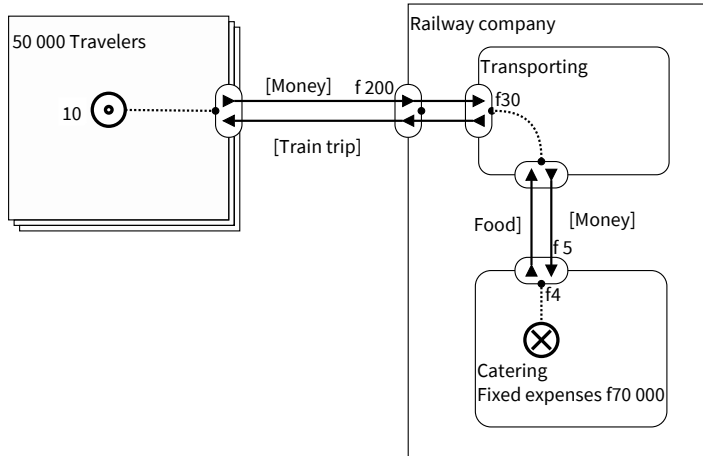 Railway company
50 000 Travelers
Transporting
[Money]
f 200
f30
10
[Train trip]
Food]
[Money]
f 5
f4
Catering
Fixed expenses f70 000